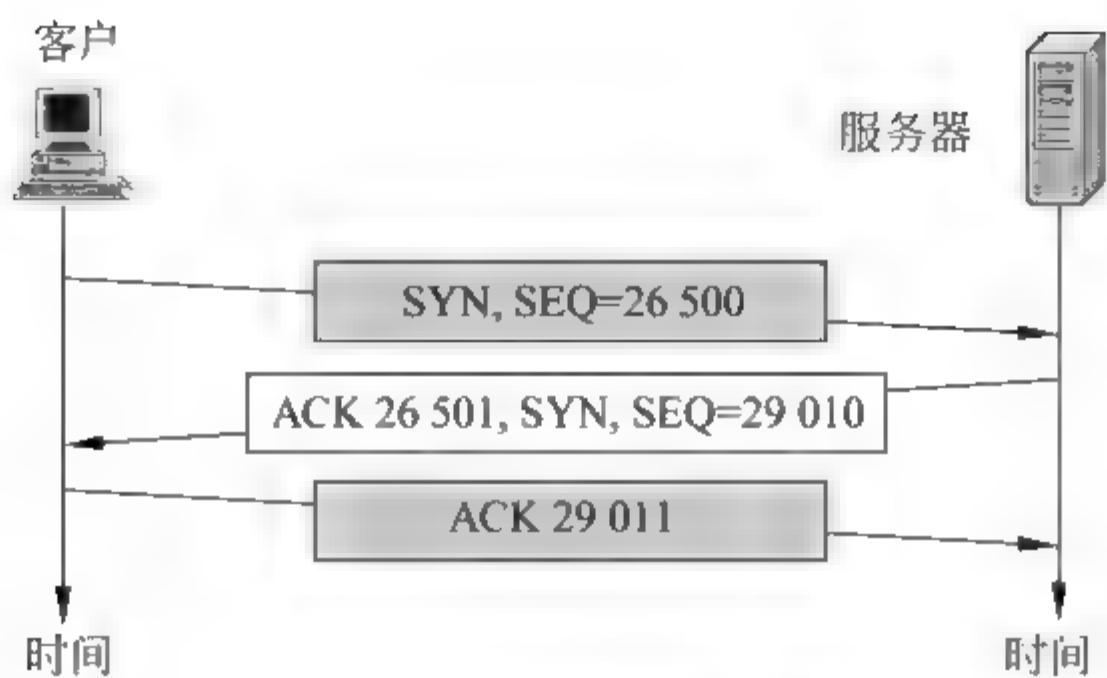 客户
服务器
SYN, SEQ=26 500
ACK 26 501, SYN, SEQ=29 010
ACK 29 011
时间
时间